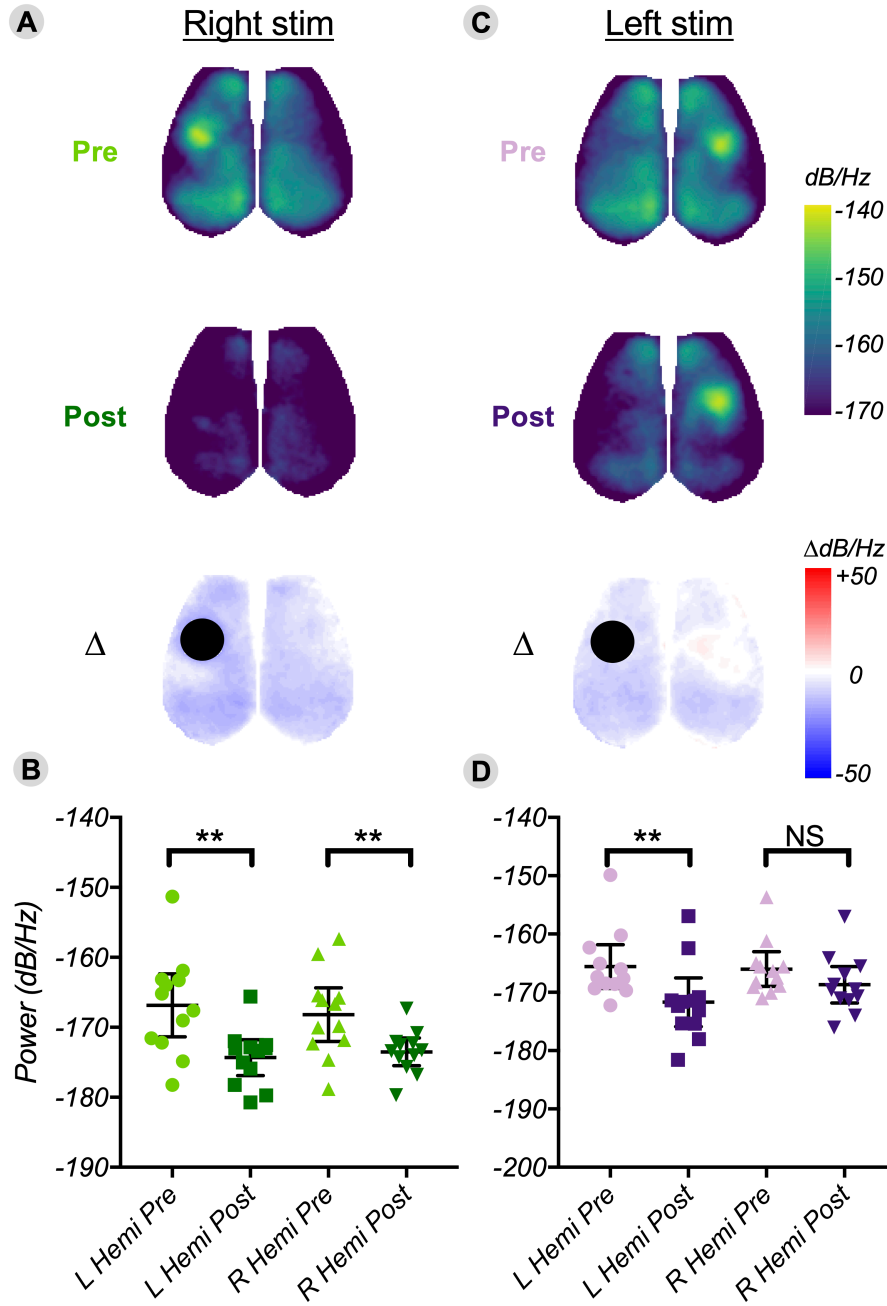 A Right stim
C Left stim
Pre
Pre
dB/Hz
-140
-150
-160
-170
Post
Post
ΔdB/Hz
+50
0
-50
Δ
Δ
B
D
Power (dB/Hz)
-140
-150
-160
-170
-180
-190
** **
L Hemi Pre
L Hemi Post
R Hemi Pre
R Hemi Post
-140
-150
-160
-170
-180
-190
-200
** NS
L Hemi Pre
L Hemi Post
R Hemi Pre
R Hemi Post